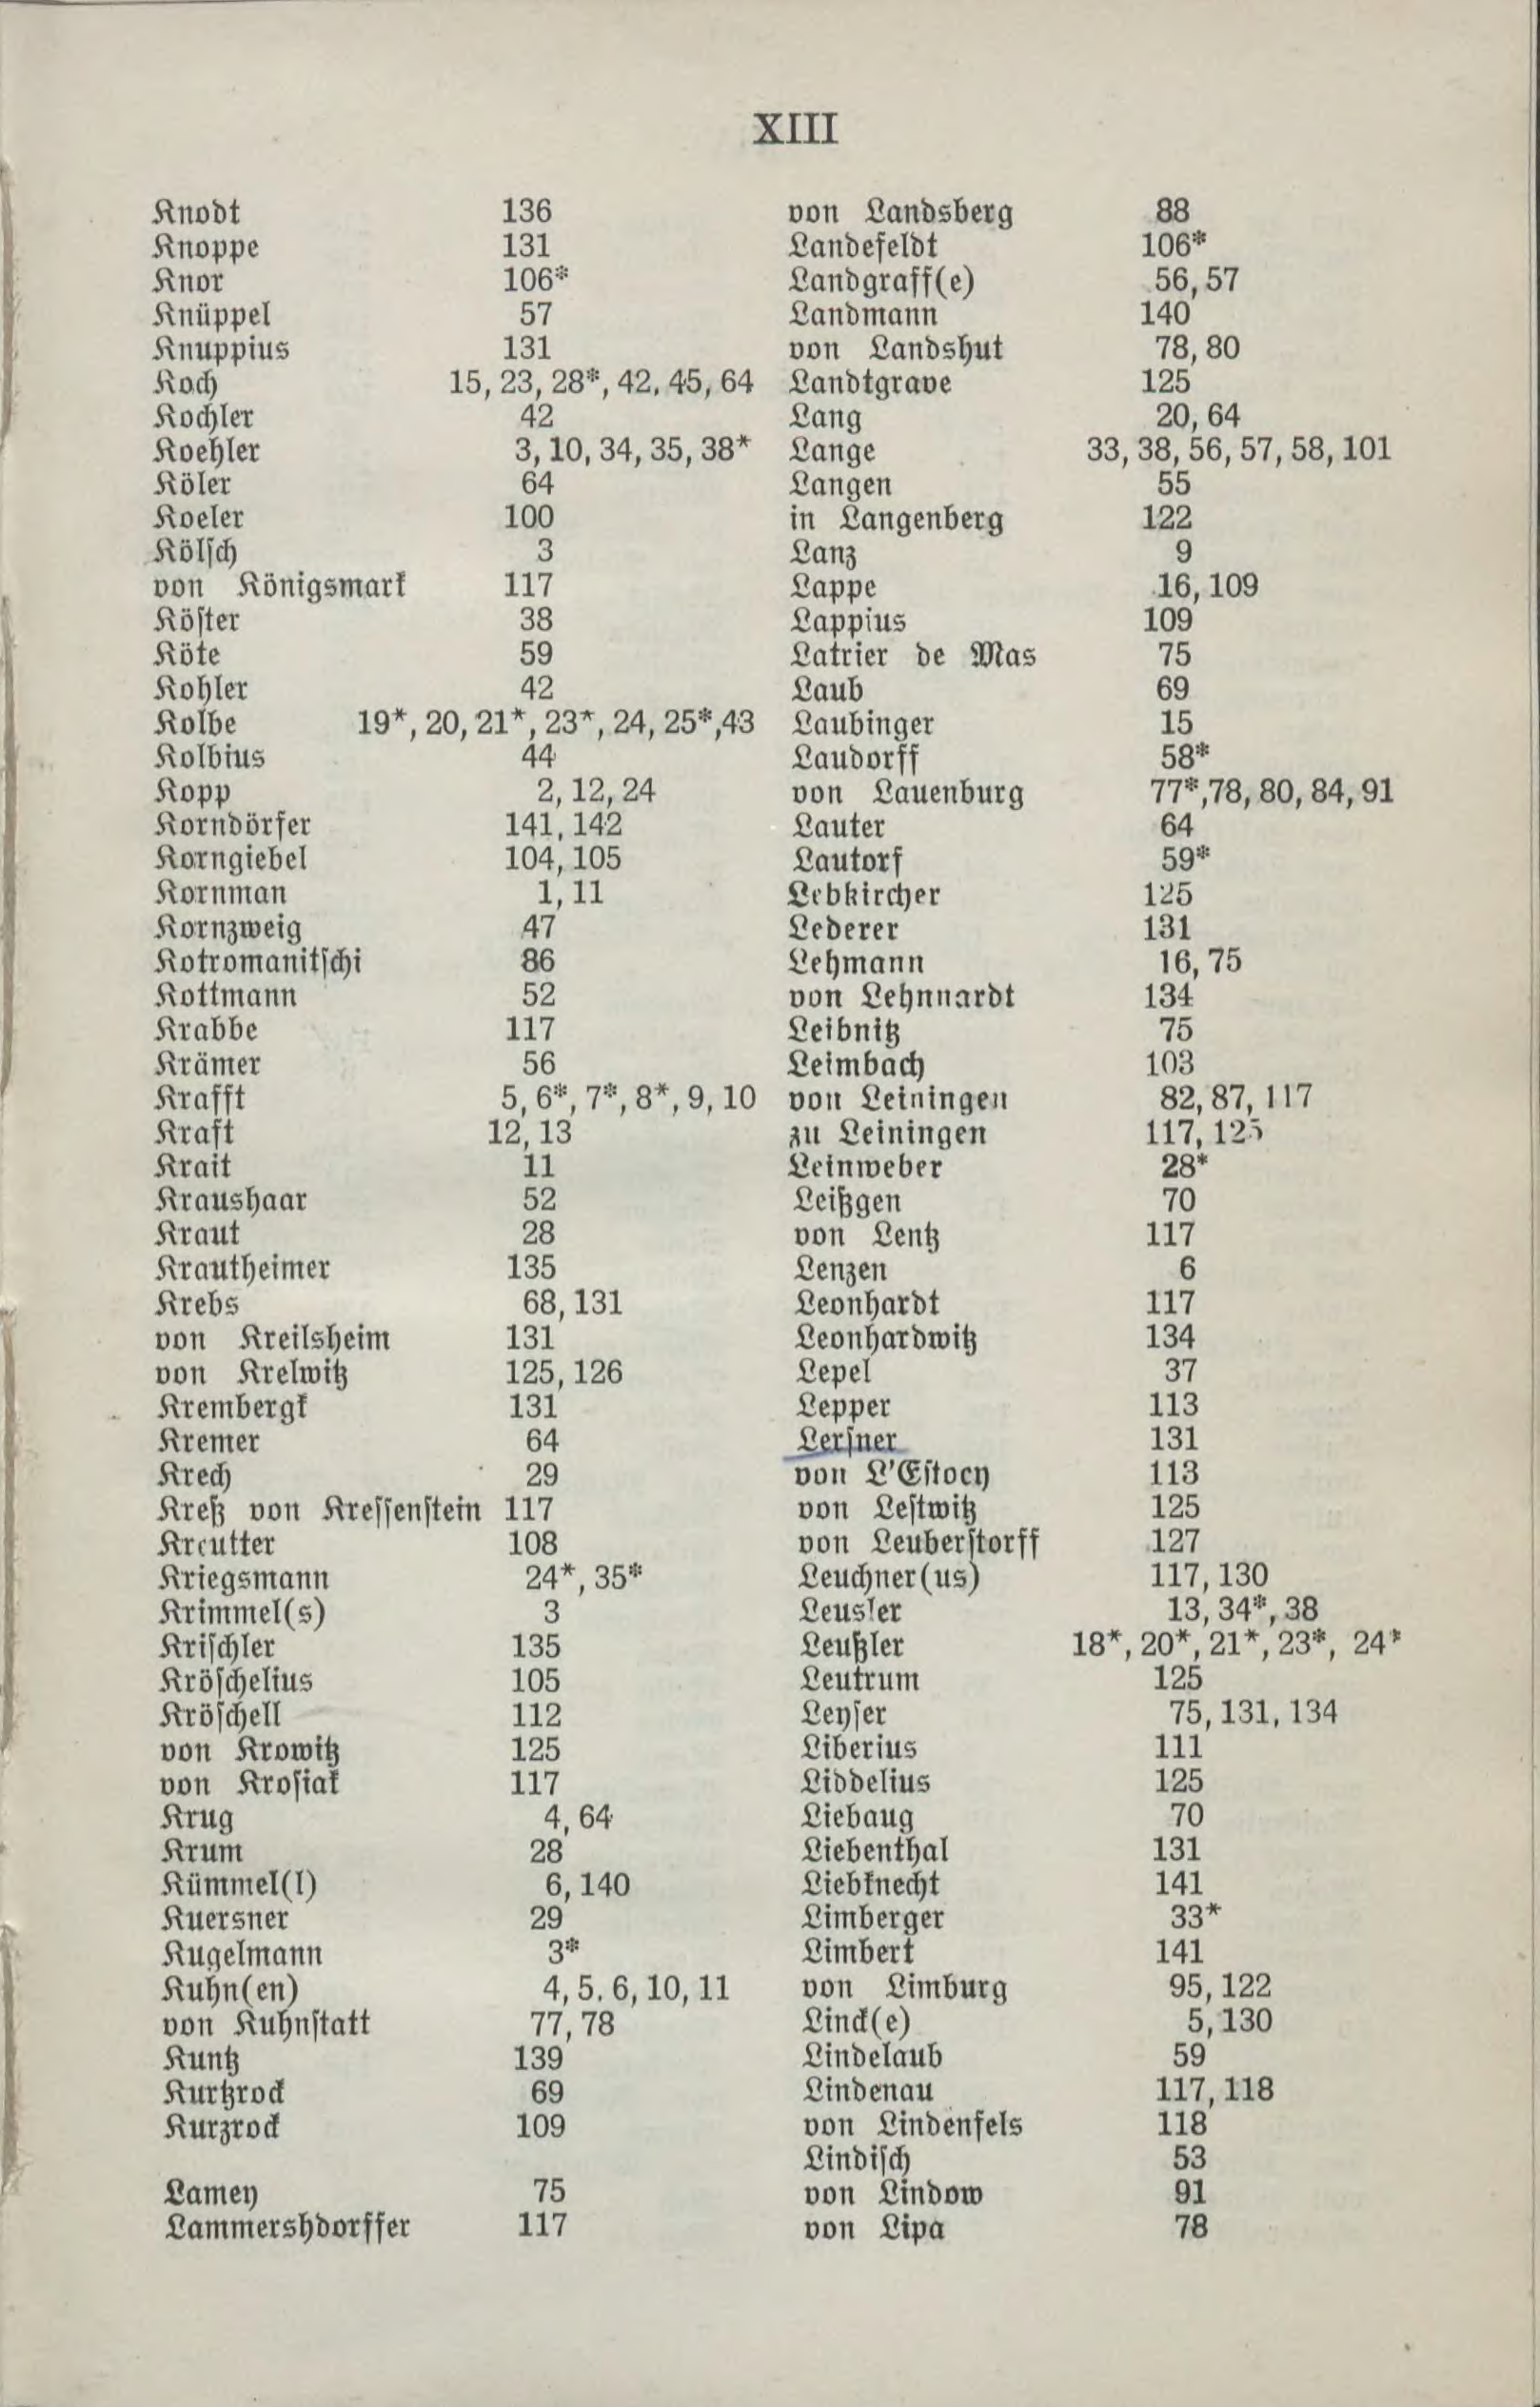 XIII
Knodt 136
Knoppe 131
Knor 106*
Knüppel 57
Knuppius 131
Koch 15, 23, 28*, 42, 45, 64
Kochler 42
Koehler 3, 10, 34, 35, 38*
Köler 64
Koeler 100
Kölsch 3
von Königsmark 117
Köster 38
Köte 59
Kohler 42
Kolbe 19*, 20, 21*, 23*, 24, 25*,43
Kolbius 44
Kopp 2, 12, 24
Korndörfer 141, 142
Korngiebel 104, 105
Kornman 1, 11
Kornzweig 47
Kotromanitschi 86
Kottmann 52
Krabbe 117
Krämer 56
Krafft 5, 6*, 7*, 8*, 9, 10
Kraft 12, 13
Krait 11
Kraushaar 52
Kraut 28
Krautheimer 135
Krebs 68, 131
von Kreilsheim 131
von Krelwitz 125, 126
Krembergk 131
Kremer 64
Krech 29
Kreß von Kressenstein 117
Kreutter 108
Kriegsmann 24*, 35*
Krimmel(s) 3
Krischler 135
Kröschelius 105
Kröschell 112
von Krowitz 125
von Krosiak 117
Krug 4, 64
Krum 28
Kümmel(l) 6, 140
Kuersner 29
Kugelmann 3*
Kuhn(en) 4, 5, 6, 10, 11
von Kuhnstatt 77, 78
Kuntz 139
Kurtzrock 69
Kurzrock 109
Lamey 75
Lammershdorffer 117
von Landsberg 88
Landefeldt 106*
Landgraff(e) 56, 57
Landmann 140
von Landshut 78, 80
Landtgrave 125
Lang 20, 64
Lange 33, 38, 56, 57, 58, 101
Langen 55
in Langenberg 122
Lanz 9
Lappe 16, 109
Lappius 109
Latrier de Mas 75
Laub 69
Laubinger 15
Laudorff 58*
von Lauenburg 77*,78, 80, 84, 91
Lauter 64
Lautorf 59*
Lebkircher 125
Lederer 131
Lehmann 16, 75
von Lehnnardt 134
Leibnitz 75
Leimbach 103
von Leiningen 82, 87, 117
zu Leiningen 117, 125
Leinweber 28*
Leißgen 70
von Lentz 117
Lenzen 6
Leonhardt 117
Leonhardwitz 134
Lepel 37
Lepper 113
Lersner 131
von L'Estocy 113
von Lestwitz 125
von Leuberstorff 127
Leuchner(us) 117, 130
Leusler 13, 34*, 38
Leußler 18*, 20*, 21*, 23*, 24*
Leutrum 125
Leyser 75, 131, 134
Liberius 111
Liddelius 125
Liebaug 70
Liebenthal 131
Liebknecht 141
Limberger 33*
Limbert 141
von Limburg 95, 122
Linck(e) 5, 130
Lindelaub 59
Lindenau 117, 118
von Lindenfels 118
Lindisch 53
von Lindow 91
von Lipa 78